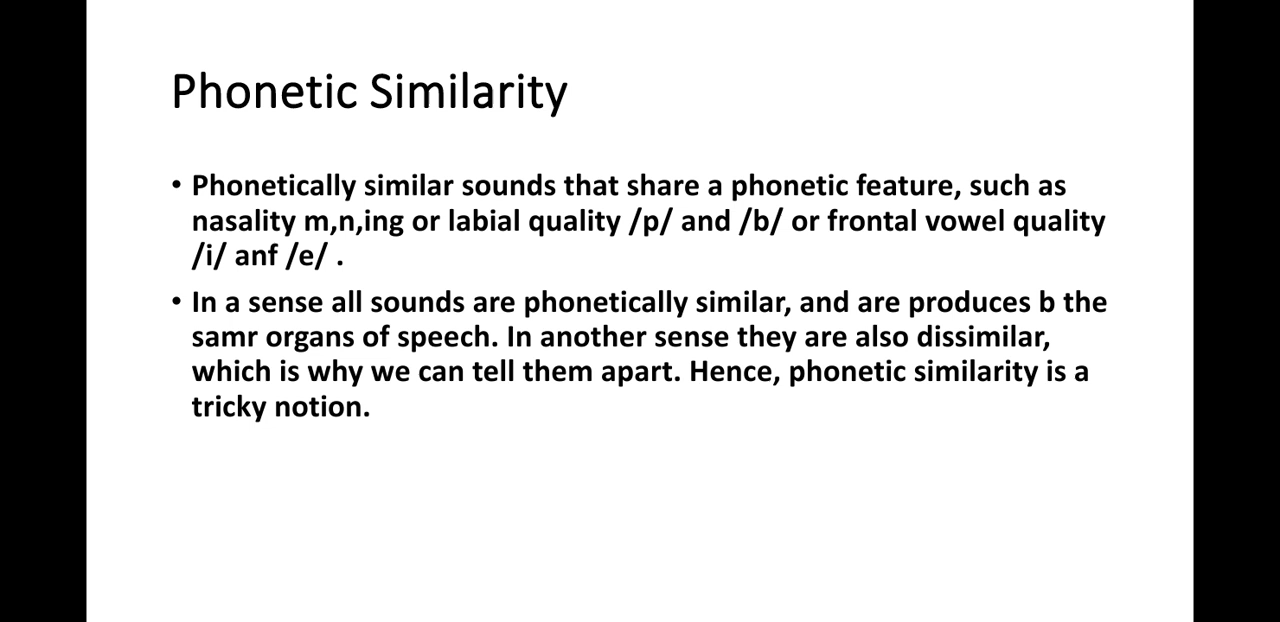 Phonetic Similarity
• Phonetically similar sounds that share a phonetic feature, such as
nasality m,n,ing or labial quality /p/ and /b/ or frontal vowel quality
/i/ anf /e/ .
• In a sense all sounds are phonetically similar, and are produces b the
samr organs of speech. In another sense they are also dissimilar,
which is why we can tell them apart. Hence, phonetic similarity is a
tricky notion.